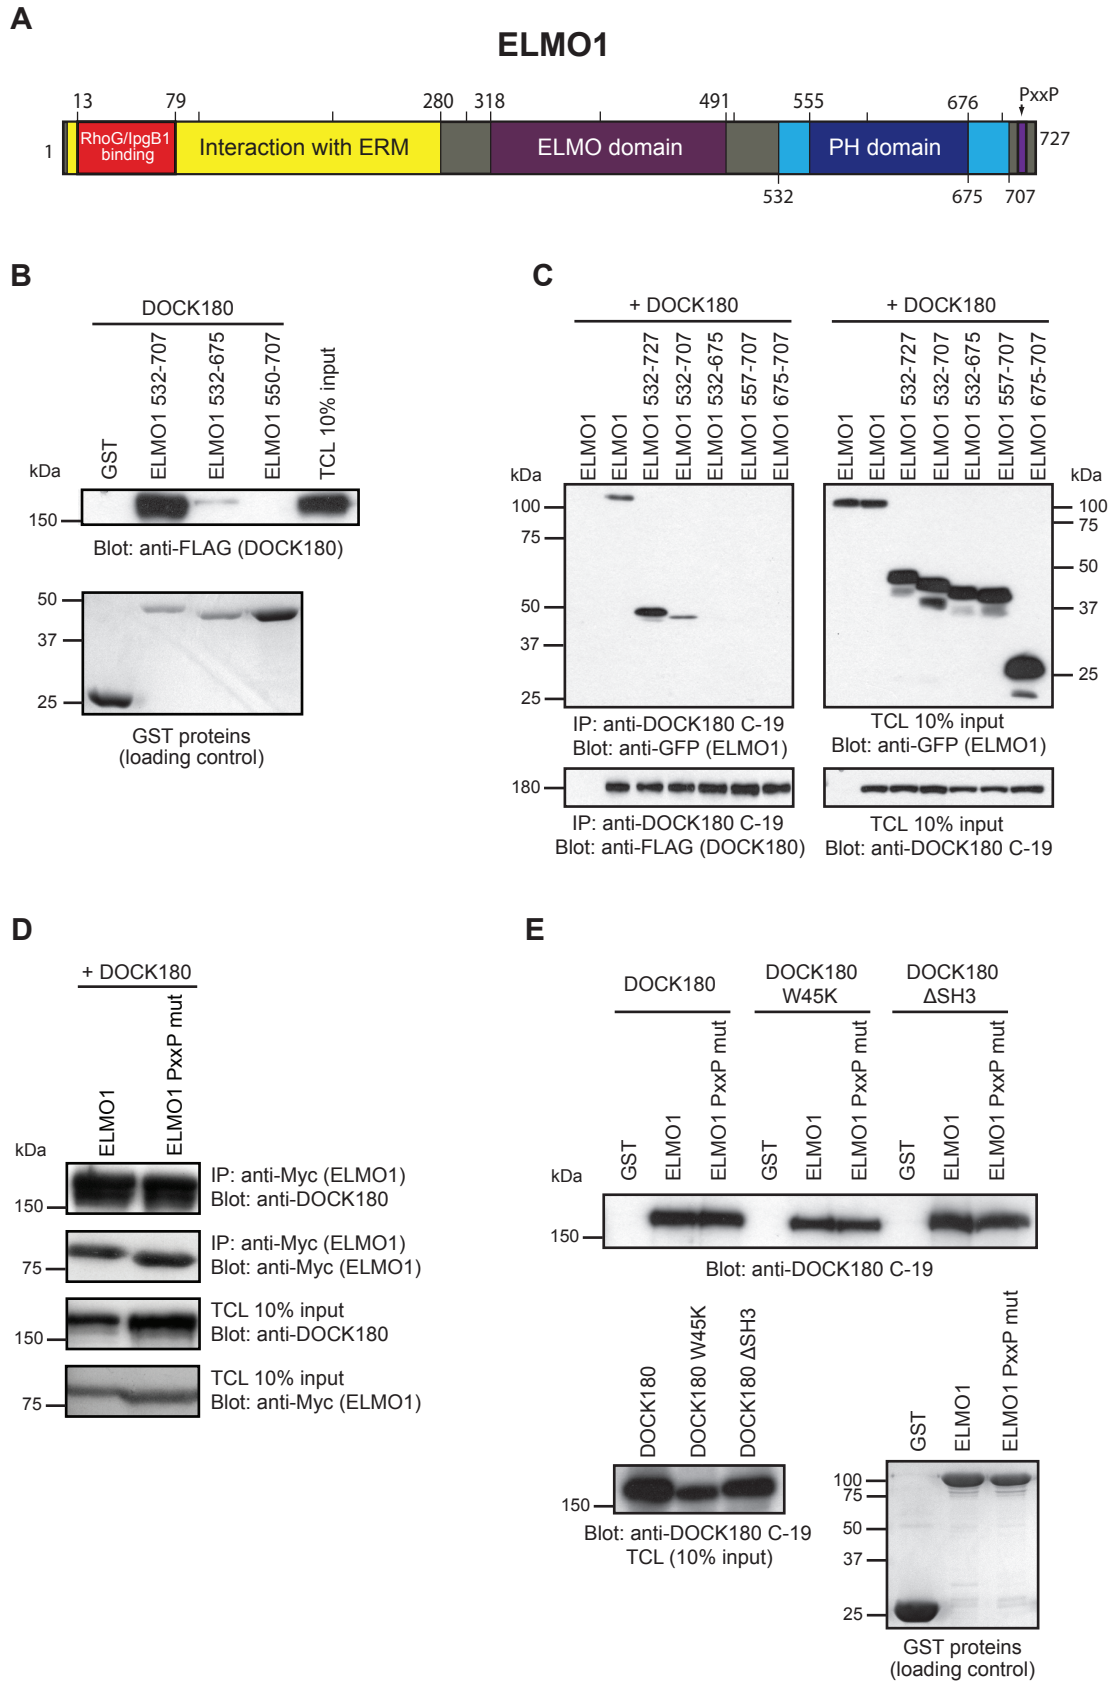 A
ELMO1
13 79 280 318 491 555 676 PxxP
1 RhoG/IpgB1 binding Interaction with ERM ELMO domain PH domain 727
532 675 707
B
DOCK180
GST
ELMO1 532-707
ELMO1 532-675
ELMO1 550-707
TCL 10% input
kDa
150
Blot: anti-FLAG (DOCK180)
50
37
25
GST proteins
(loading control)
C
+ DOCK180
ELMO1
ELMO1
ELMO1 532-727
ELMO1 532-707
ELMO1 532-675
ELMO1 557-707
ELMO1 675-707
kDa
100
75
50
37
25
IP: anti-DOCK180 C-19
Blot: anti-GFP (ELMO1)
180
IP: anti-DOCK180 C-19
Blot: anti-FLAG (DOCK180)
+ DOCK180
ELMO1
ELMO1
ELMO1 532-727
ELMO1 532-707
ELMO1 532-675
ELMO1 557-707
ELMO1 675-707
kDa
100
75
50
37
25
TCL 10% input
Blot: anti-GFP (ELMO1)
TCL 10% input
Blot: anti-DOCK180 C-19
D
+ DOCK180
ELMO1
ELMO1 PxxP mut
kDa
150
IP: anti-Myc (ELMO1)
Blot: anti-DOCK180
75
IP: anti-Myc (ELMO1)
Blot: anti-Myc (ELMO1)
150
TCL 10% input
Blot: anti-DOCK180
75
TCL 10% input
Blot: anti-Myc (ELMO1)
E
DOCK180
DOCK180
W45K
DOCK180
ΔSH3
GST
ELMO1
ELMO1 PxxP mut
GST
ELMO1
ELMO1 PxxP mut
GST
ELMO1
ELMO1 PxxP mut
kDa
150
Blot: anti-DOCK180 C-19
DOCK180
DOCK180 W45K
DOCK180 ΔSH3
150
Blot: anti-DOCK180 C-19
TCL (10% input)
GST
ELMO1
ELMO1 PxxP mut
100
75
50
37
25
GST proteins
(loading control)